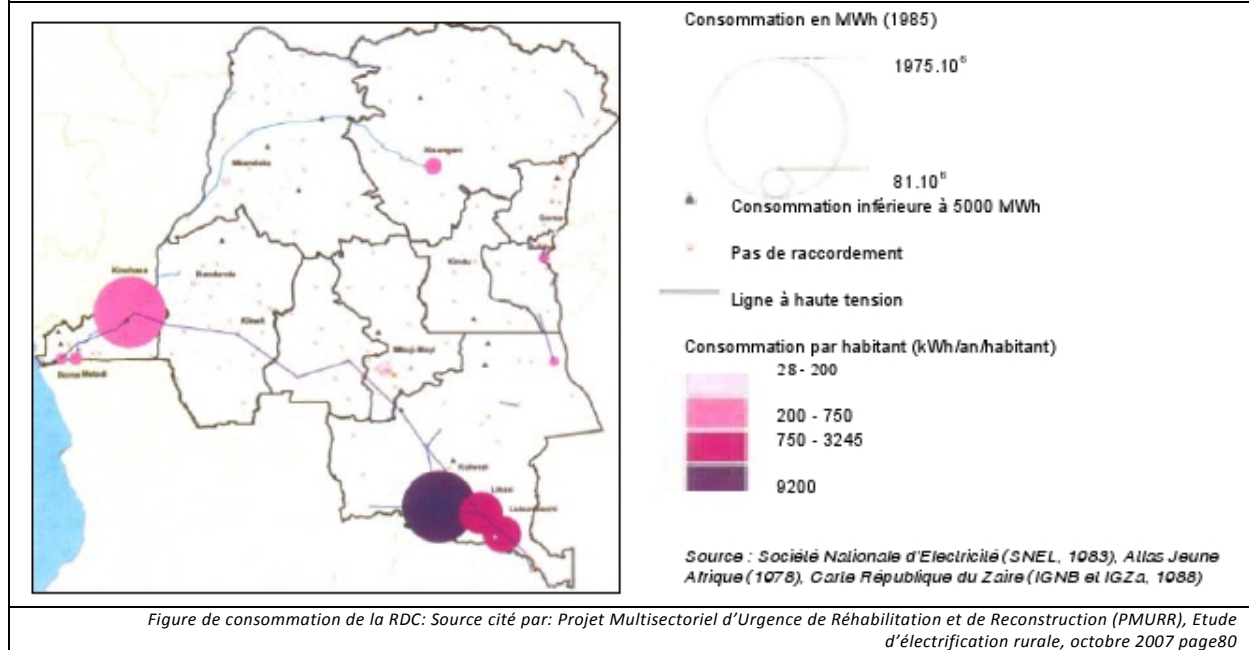 Consommation en MWh (1985)
1975.10⁶
81.10⁶
Consommation inférieure à 5000 MWh
Pas de raccordement
Ligne à haute tension
Consommation par habitant (kWh/an/habitant)
28 - 200
200 - 750
750 - 3245
9200
Source : Société Nationale d'Electricité (SNEL, 1983), Atlas Jeune
Afrique (1978), Carte République du Zaire (IGNB et IGZa, 1988)
Kisangani
Mbandaka
Goma
Kindu
Kinshasa
Bandundu
Kikwit
Mbuji-Mayi
Boma Matadi
Kolwezi
Likasi
Lubumbashi
Figure de consommation de la RDC: Source cité par: Projet Multisectoriel d'Urgence de Réhabilitation et de Reconstruction (PMURR), Etude
d'électrification rurale, octobre 2007 page80